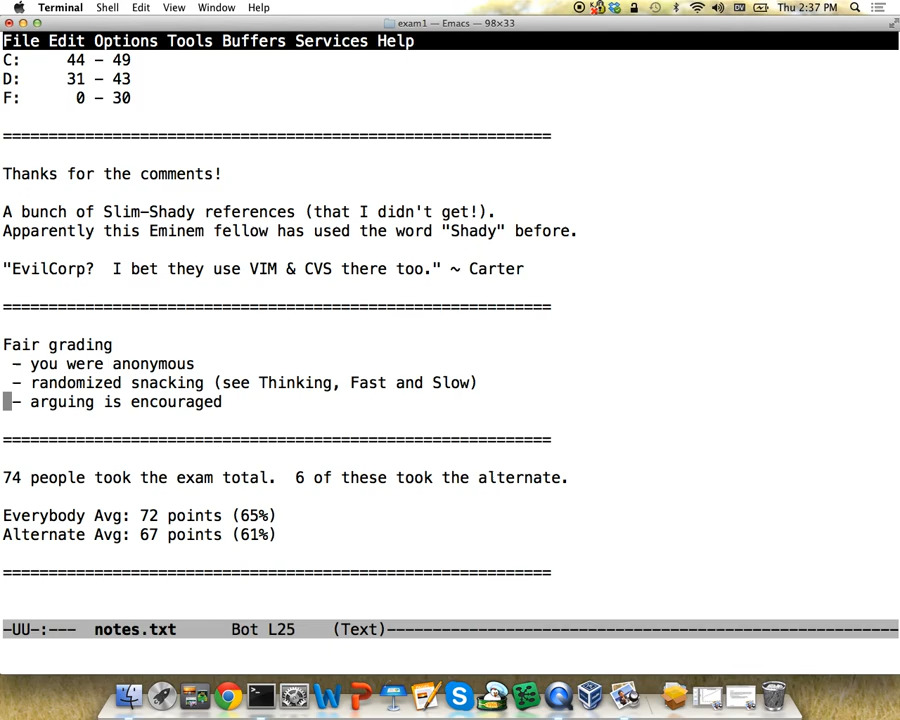 Terminal Shell Edit View Window Help Thu 2:37 PM
exam1 — Emacs — 98×33
File Edit Options Tools Buffers Services Help
C: 44 - 49
D: 31 - 43
F: 0 - 30
============================================================
Thanks for the comments!
A bunch of Slim-Shady references (that I didn't get!).
Apparently this Eminem fellow has used the word "Shady" before.
"EvilCorp? I bet they use VIM & CVS there too." ~ Carter
============================================================
Fair grading
- you were anonymous
- randomized snacking (see Thinking, Fast and Slow)
- arguing is encouraged
============================================================
74 people took the exam total. 6 of these took the alternate.
Everybody Avg: 72 points (65%)
Alternate Avg: 67 points (61%)
============================================================
-UU-:--- notes.txt Bot L25 (Text)--------------------------------------------------------